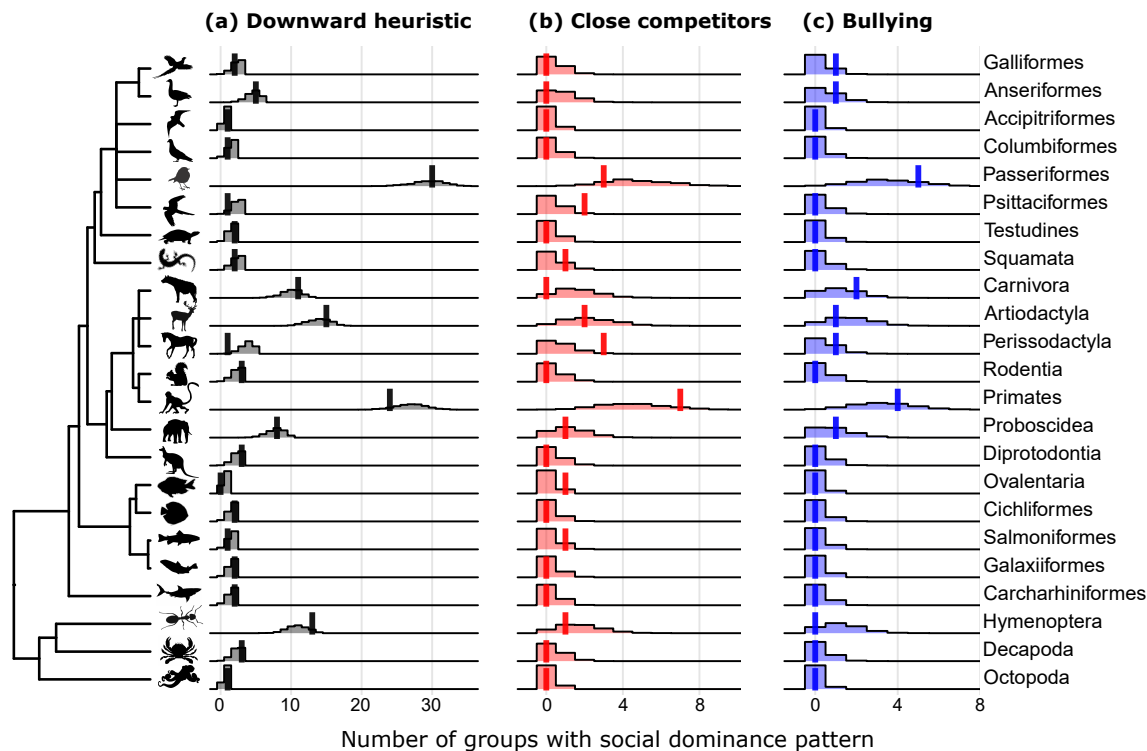 (a) Downward heuristic
(b) Close competitors
(c) Bullying
Galliformes
Anseriformes
Accipitriformes
Columbiformes
Passeriformes
Psittaciformes
Testudines
Squamata
Carnivora
Artiodactyla
Perissodactyla
Rodentia
Primates
Proboscidea
Diprotodontia
Ovalentaria
Cichliformes
Salmoniformes
Galaxiiformes
Carcharhiniformes
Hymenoptera
Decapoda
Octopoda
0 10 20 30
0 4 8
0 4 8
Number of groups with social dominance pattern